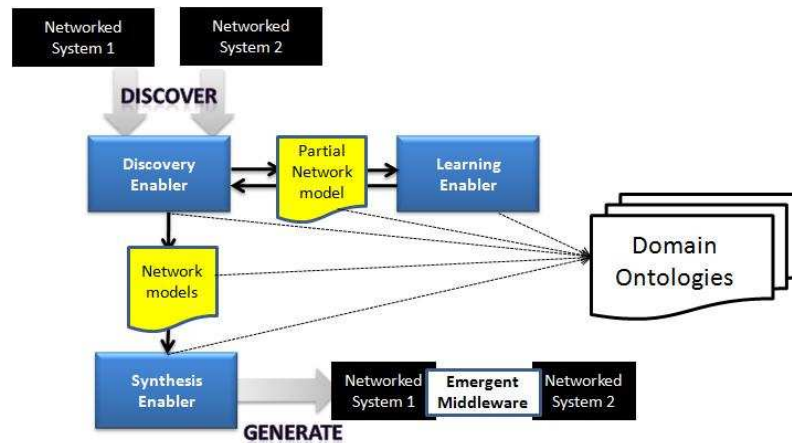 Networked
System 1
Networked
System 2
DISCOVER
Discovery
Enabler
Partial
Network
model
Learning
Enabler
Domain
Ontologies
Network
models
Synthesis
Enabler
GENERATE
Networked
System 1
Emergent
Middleware
Networked
System 2